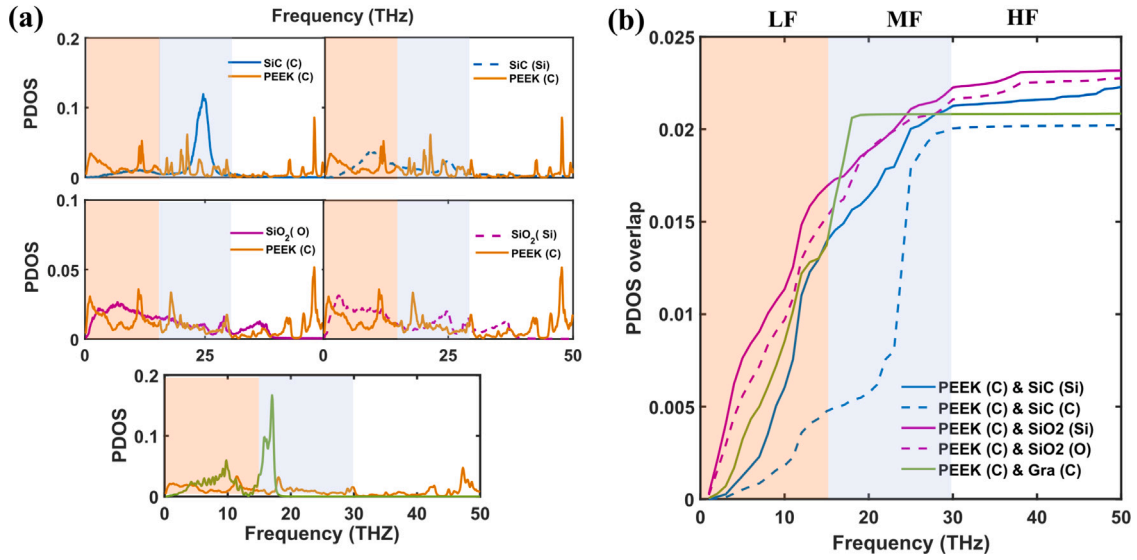 (a)
Frequency (THz)
0.2
0.1
0
PDOS
SiC (C)
PEEK (C)
SiC (Si)
PEEK (C)
0.1
0.05
0
PDOS
SiO2( O)
PEEK (C)
SiO2( Si)
PEEK (C)
0 25 0 25 50
0.2
0.1
0
PDOS
0 10 20 30 40 50
Frequency (THZ)
(b)
LF MF HF
0.025
0.02
0.015
0.01
0.005
0
PDOS overlap
PEEK (C) & SiC (Si)
PEEK (C) & SiC (C)
PEEK (C) & SiO2 (Si)
PEEK (C) & SiO2 (O)
PEEK (C) & Gra (C)
0 10 20 30 40 50
Frequency (THz)